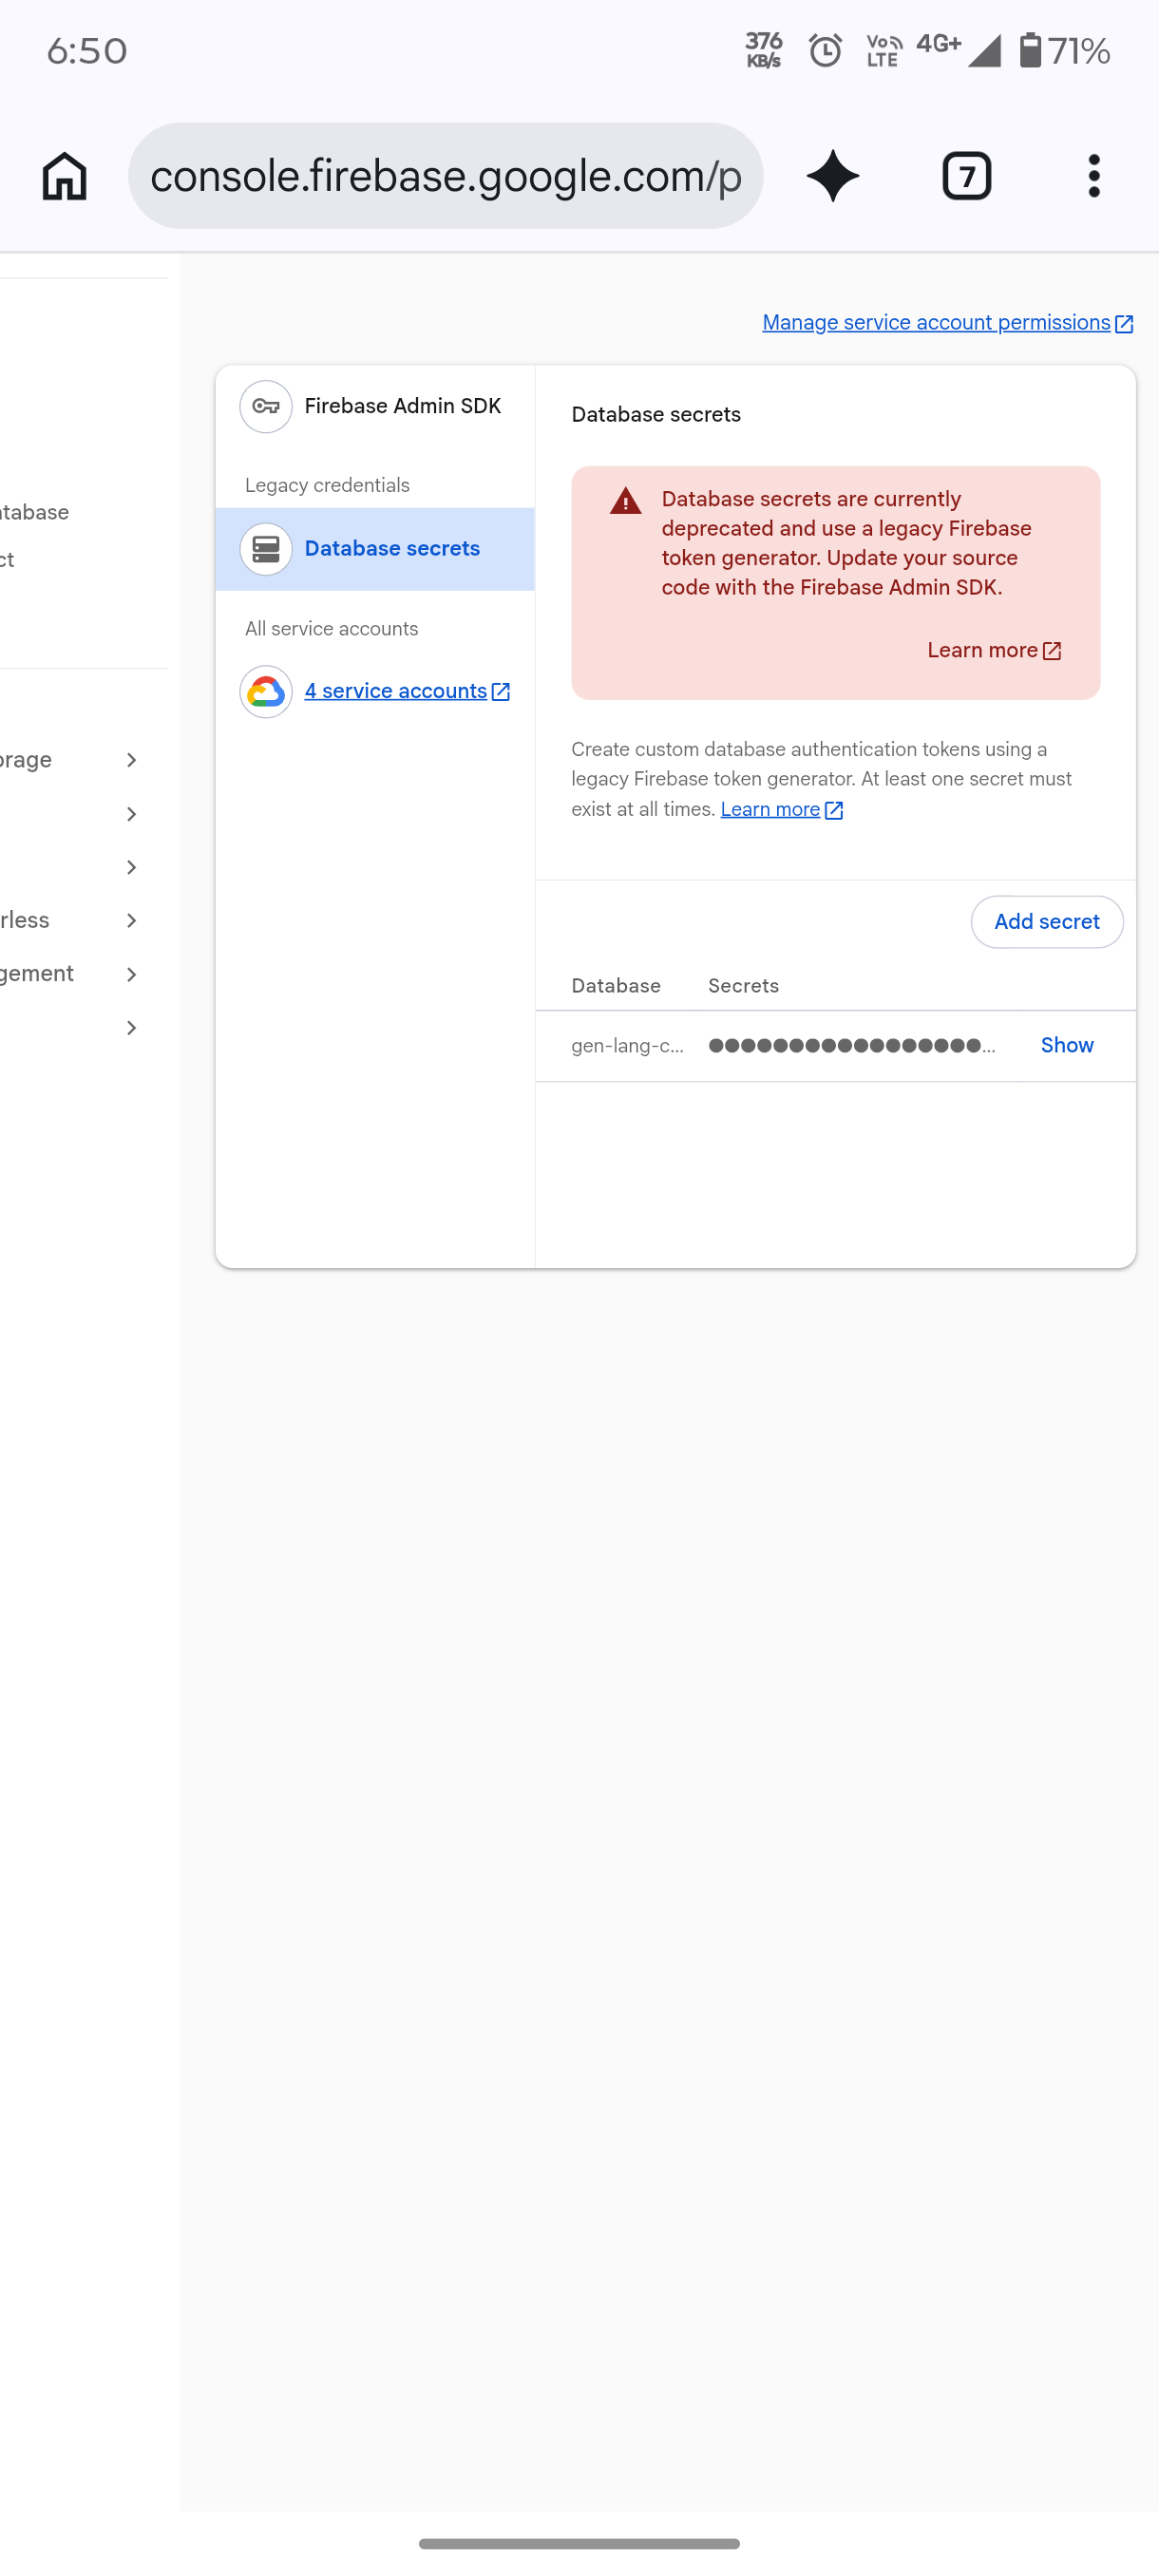 6:50
376
KB/s
Vo
LTE
4G+
71%
console.firebase.google.com/p
7
Manage service account permissions
Firebase Admin SDK
Legacy credentials
Database secrets
All service accounts
4 service accounts
Database secrets
Database secrets are currently
deprecated and use a legacy Firebase
token generator. Update your source
code with the Firebase Admin SDK.
Learn more
Create custom database authentication tokens using a
legacy Firebase token generator. At least one secret must
exist at all times. Learn more
Add secret
Database Secrets
gen-lang-c... ●●●●●●●●●●●●●●●●●... Show
tabase
ct
orage
rless
gement